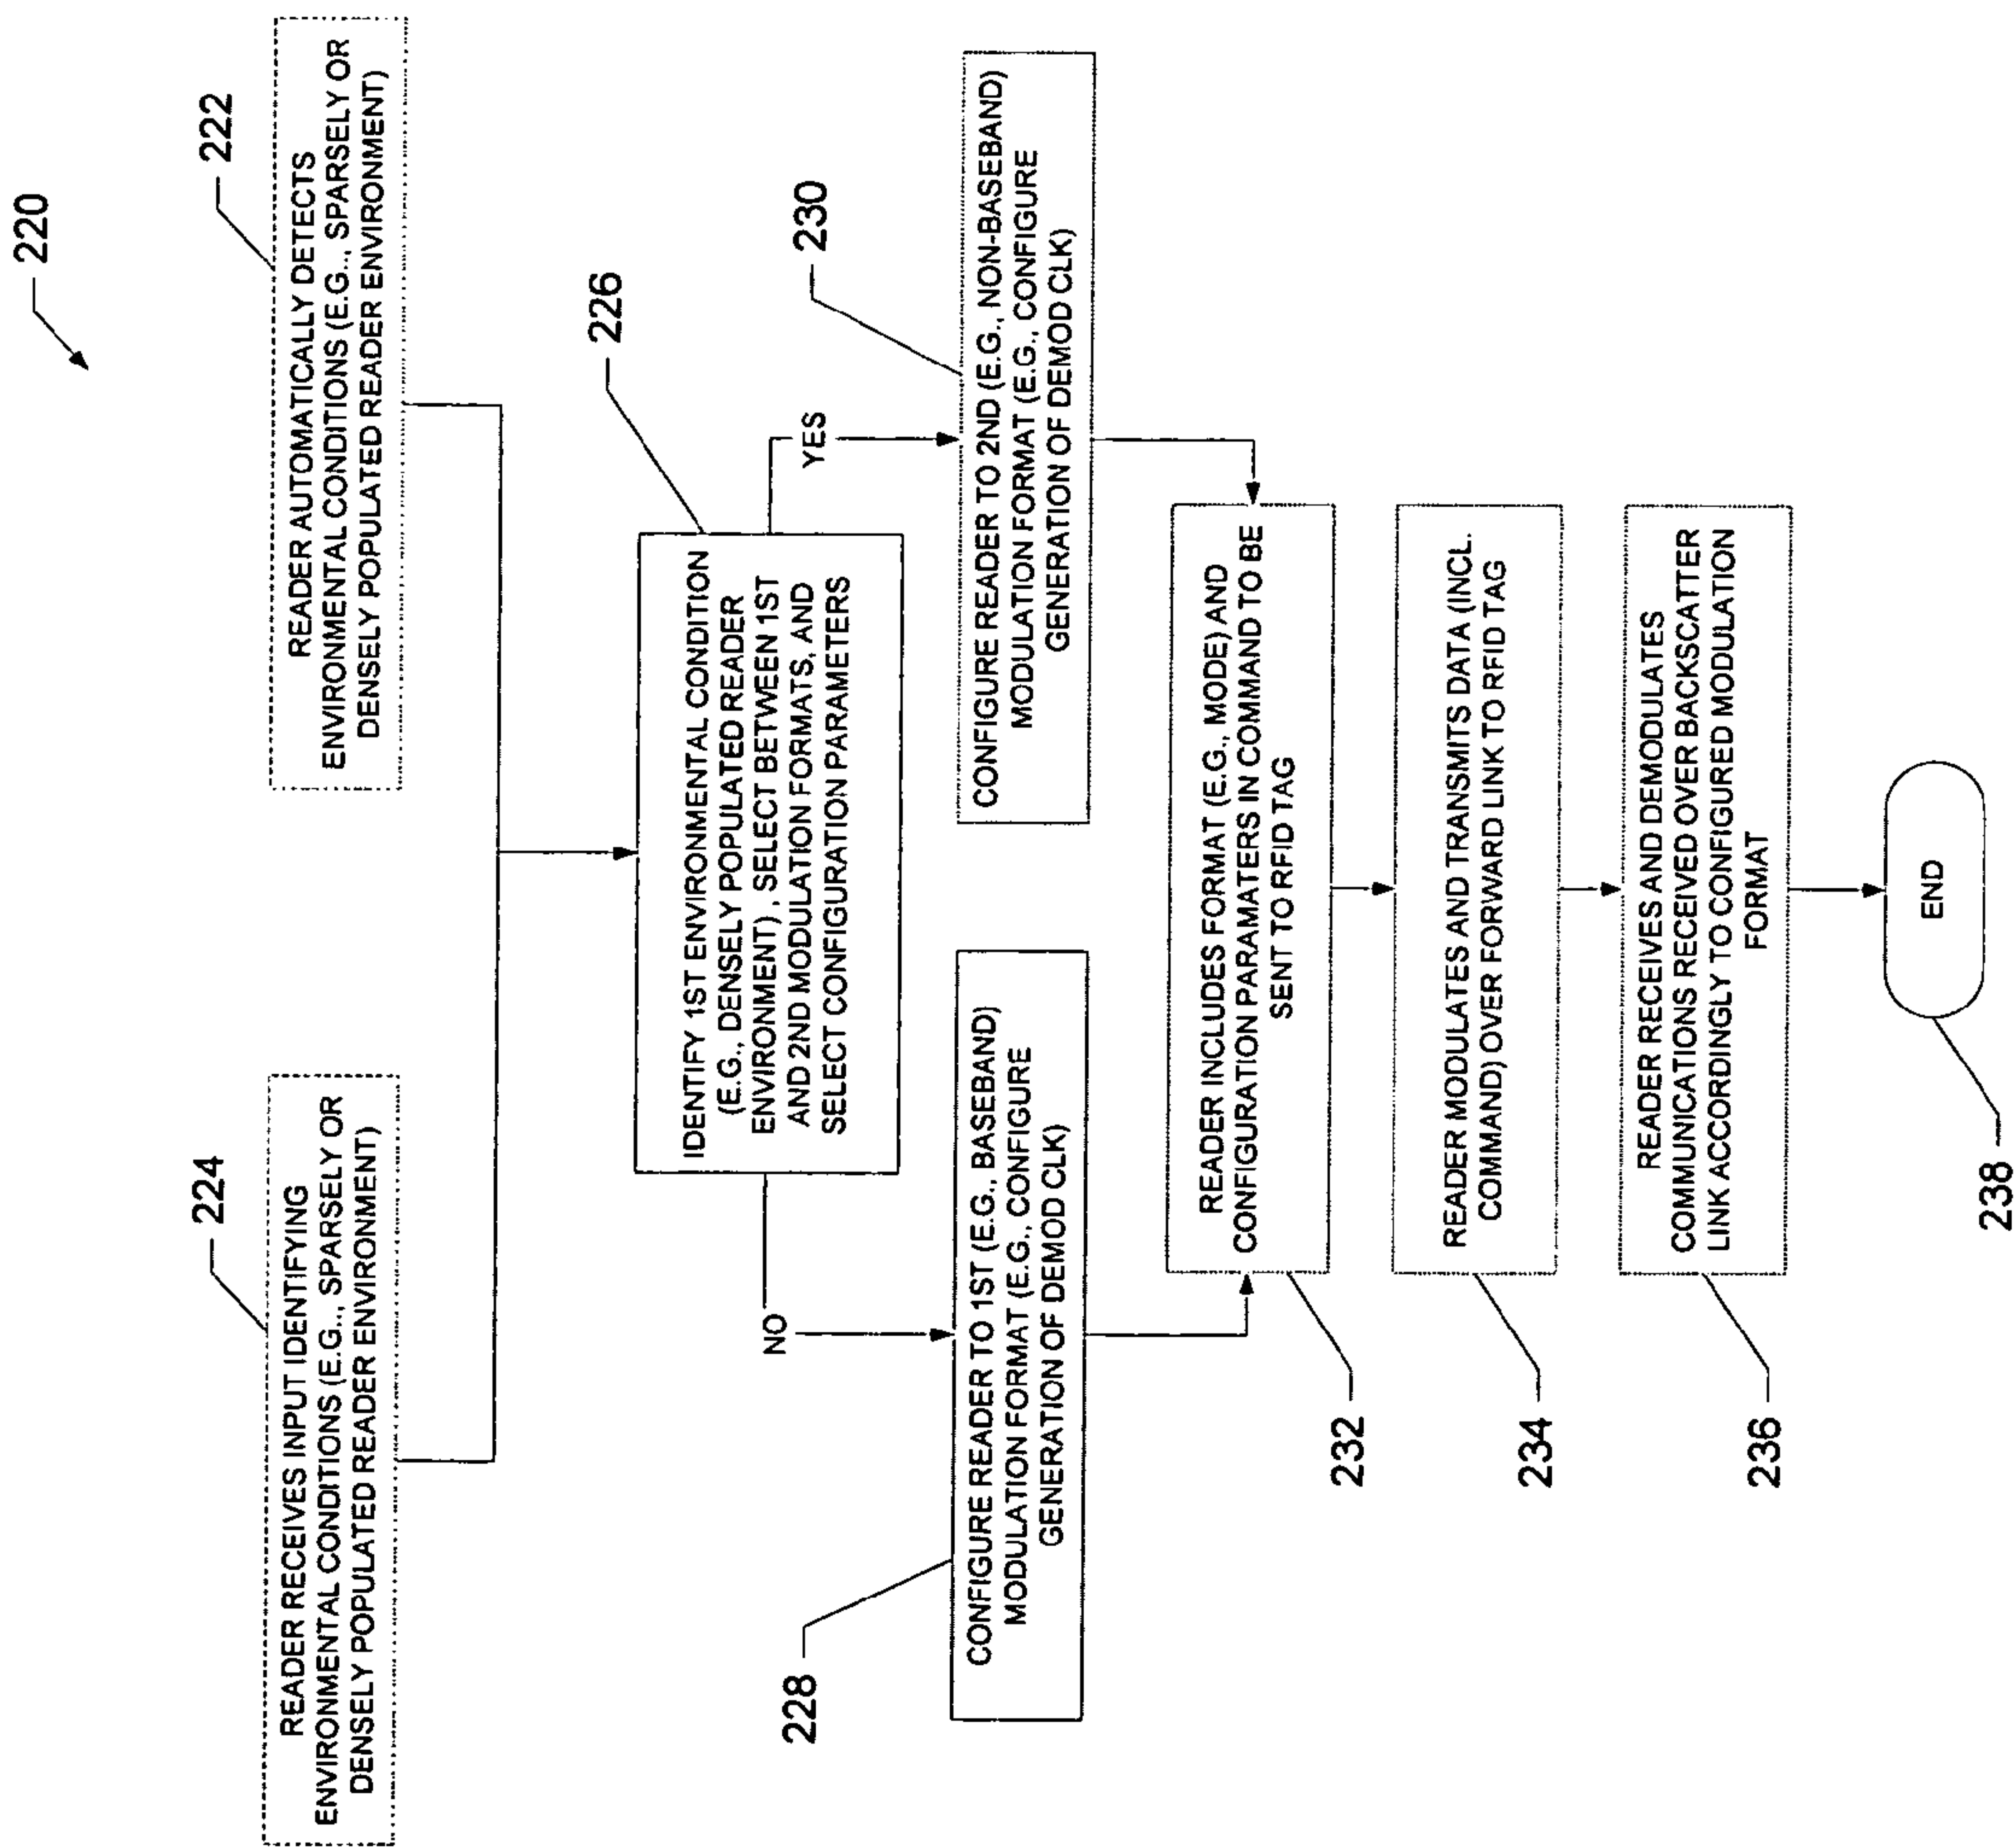 220
224
READER RECEIVES INPUT IDENTIFYING
ENVIRONMENTAL CONDITIONS (E.G.., SPARSELY OR
DENSELY POPULATED READER ENVIRONMENT)
222
READER AUTOMATICALLY DETECTS
ENVIRONMENTAL CONDITIONS (E.G.., SPARSELY OR
DENSELY POPULATED READER ENVIRONMENT)
226
IDENTIFY 1ST ENVIRONMENTAL CONDITION
(E.G., DENSELY POPULATED READER
ENVIROMENT), SELECT BETWEEN 1ST
AND 2ND MODULATION FORMATS, AND
SELECT CONFIGURATION PARAMETERS
NO
YES
228
CONFIGURE READER TO 1ST (E.G., BASEBAND)
MODULATION FORMAT (E.G., CONFIGURE
GENERATION OF DEMOD CLK)
230
CONFIGURE READER TO 2ND (E.G., NON-BASEBAND)
MODULATION FORMAT (E.G., CONFIGURE
GENERATION OF DEMOD CLK)
232
READER INCLUDES FORMAT (E.G., MODE) AND
CONFIGURATION PARAMATERS IN COMMAND TO BE
SENT TO RFID TAG
234
READER MODULATES AND TRANSMITS DATA (INCL.
COMMAND) OVER FORWARD LINK TO RFID TAG
236
READER RECEIVES AND DEMODULATES
COMMUNICATIONS RECEIVED OVER BACKSCATTER
LINK ACCORDINGLY TO CONFIGURED MODULATION
FORMAT
END
238